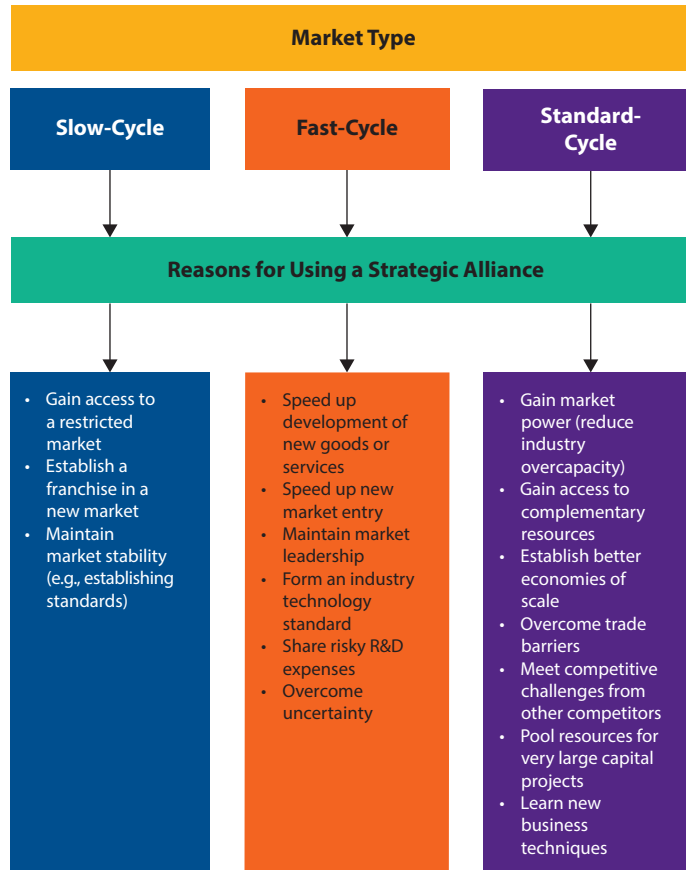 Market Type
Slow-Cycle
Fast-Cycle
Standard-
Cycle
Reasons for Using a Strategic Alliance
• Gain access to
a restricted
market
• Establish a
franchise in a
new market
• Maintain
market stability
(e.g., establishing
standards)
• Speed up
development of
new goods or
services
• Speed up new
market entry
• Maintain market
leadership
• Form an industry
technology
standard
• Share risky R&D
expenses
• Overcome
uncertainty
• Gain market
power (reduce
industry
overcapacity)
• Gain access to
complementary
resources
• Establish better
economies of
scale
• Overcome trade
barriers
• Meet competitive
challenges from
other competitors
• Pool resources for
very large capital
projects
• Learn new
business
techniques